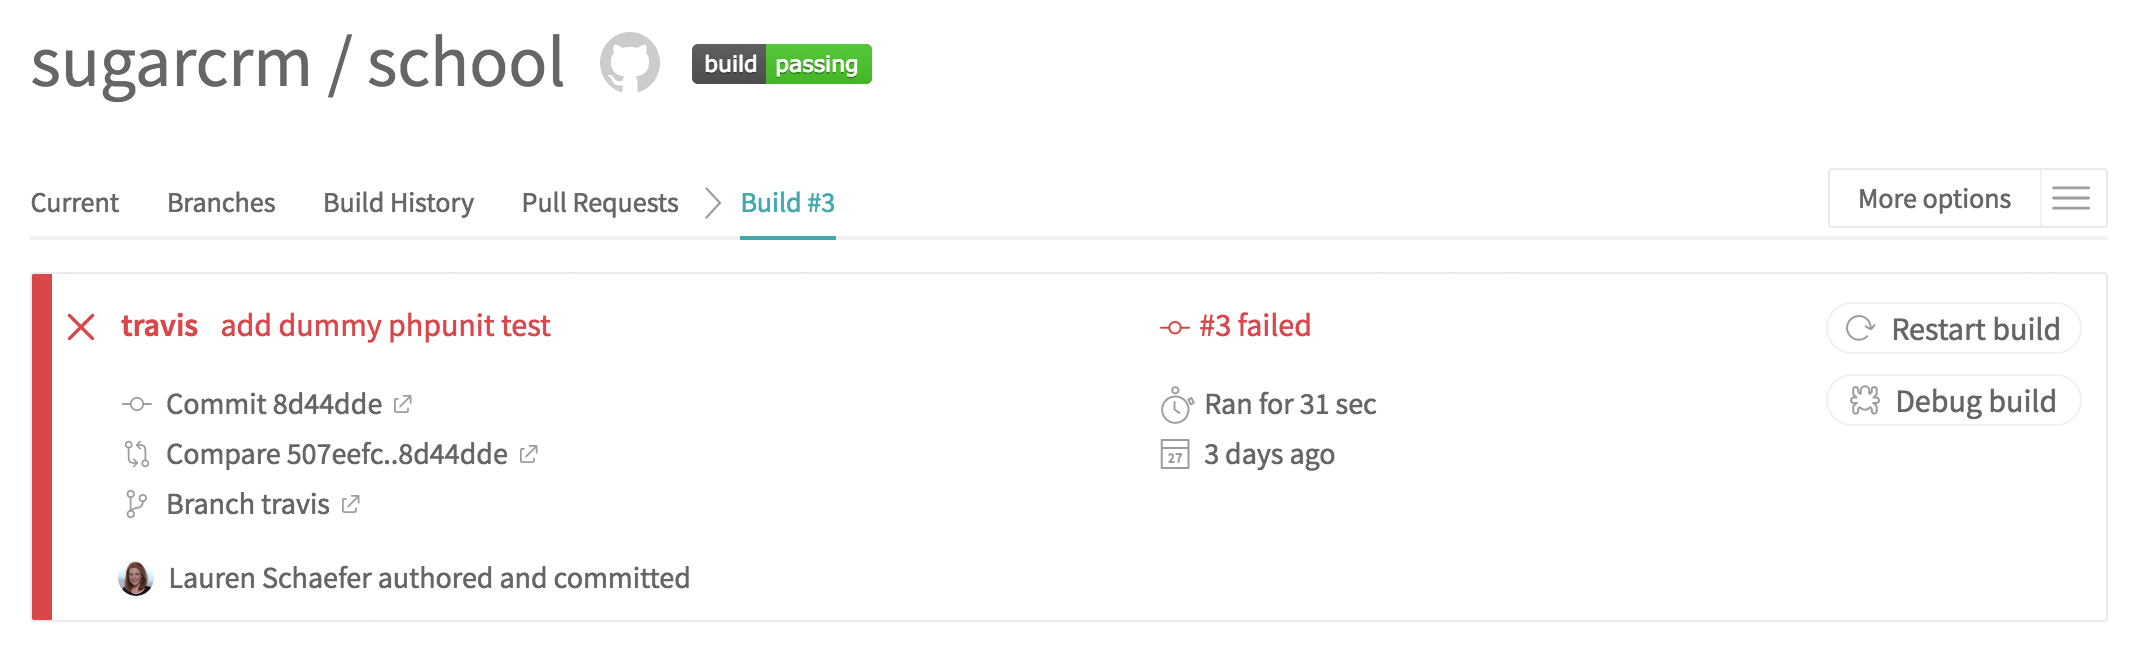 sugarcrm / school build passing
Current Branches Build History Pull Requests Build #3 More options
travis add dummy phpunit test
#3 failed
Restart build
Commit 8d44dde
Ran for 31 sec
Debug build
Compare 507eefc..8d44dde
27 3 days ago
Branch travis
Lauren Schaefer authored and committed